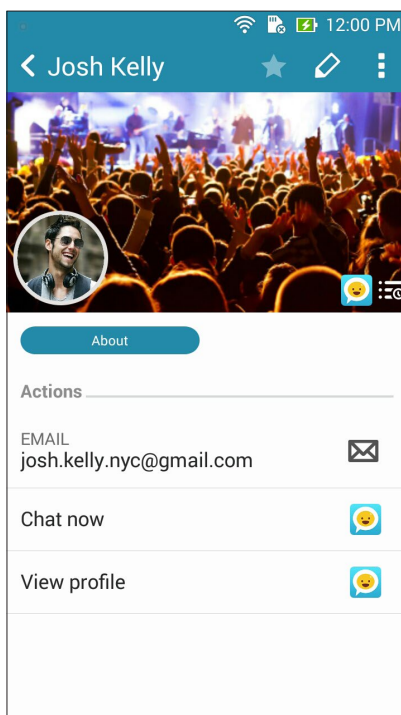 12:00 PM
Josh Kelly
About
Actions
EMAIL
josh.kelly.nyc@gmail.com
Chat now
View profile